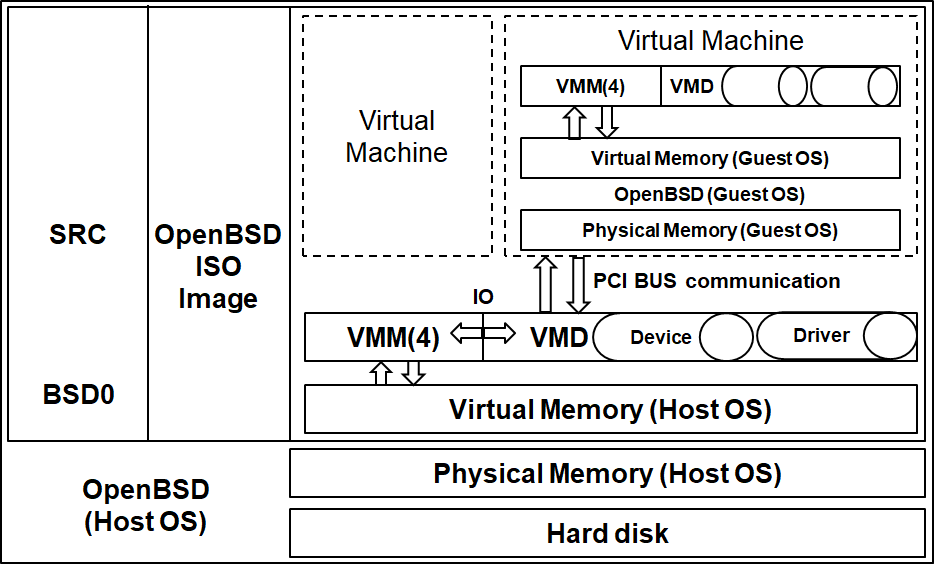 SRC
BSD0
OpenBSD
ISO
Image
Virtual
Machine
Virtual Machine
VMM(4)
VMD
Virtual Memory (Guest OS)
OpenBSD (Guest OS)
Physical Memory (Guest OS)
PCI BUS communication
IO
VMM(4)
VMD
Device
Driver
Virtual Memory (Host OS)
OpenBSD
(Host OS)
Physical Memory (Host OS)
Hard disk